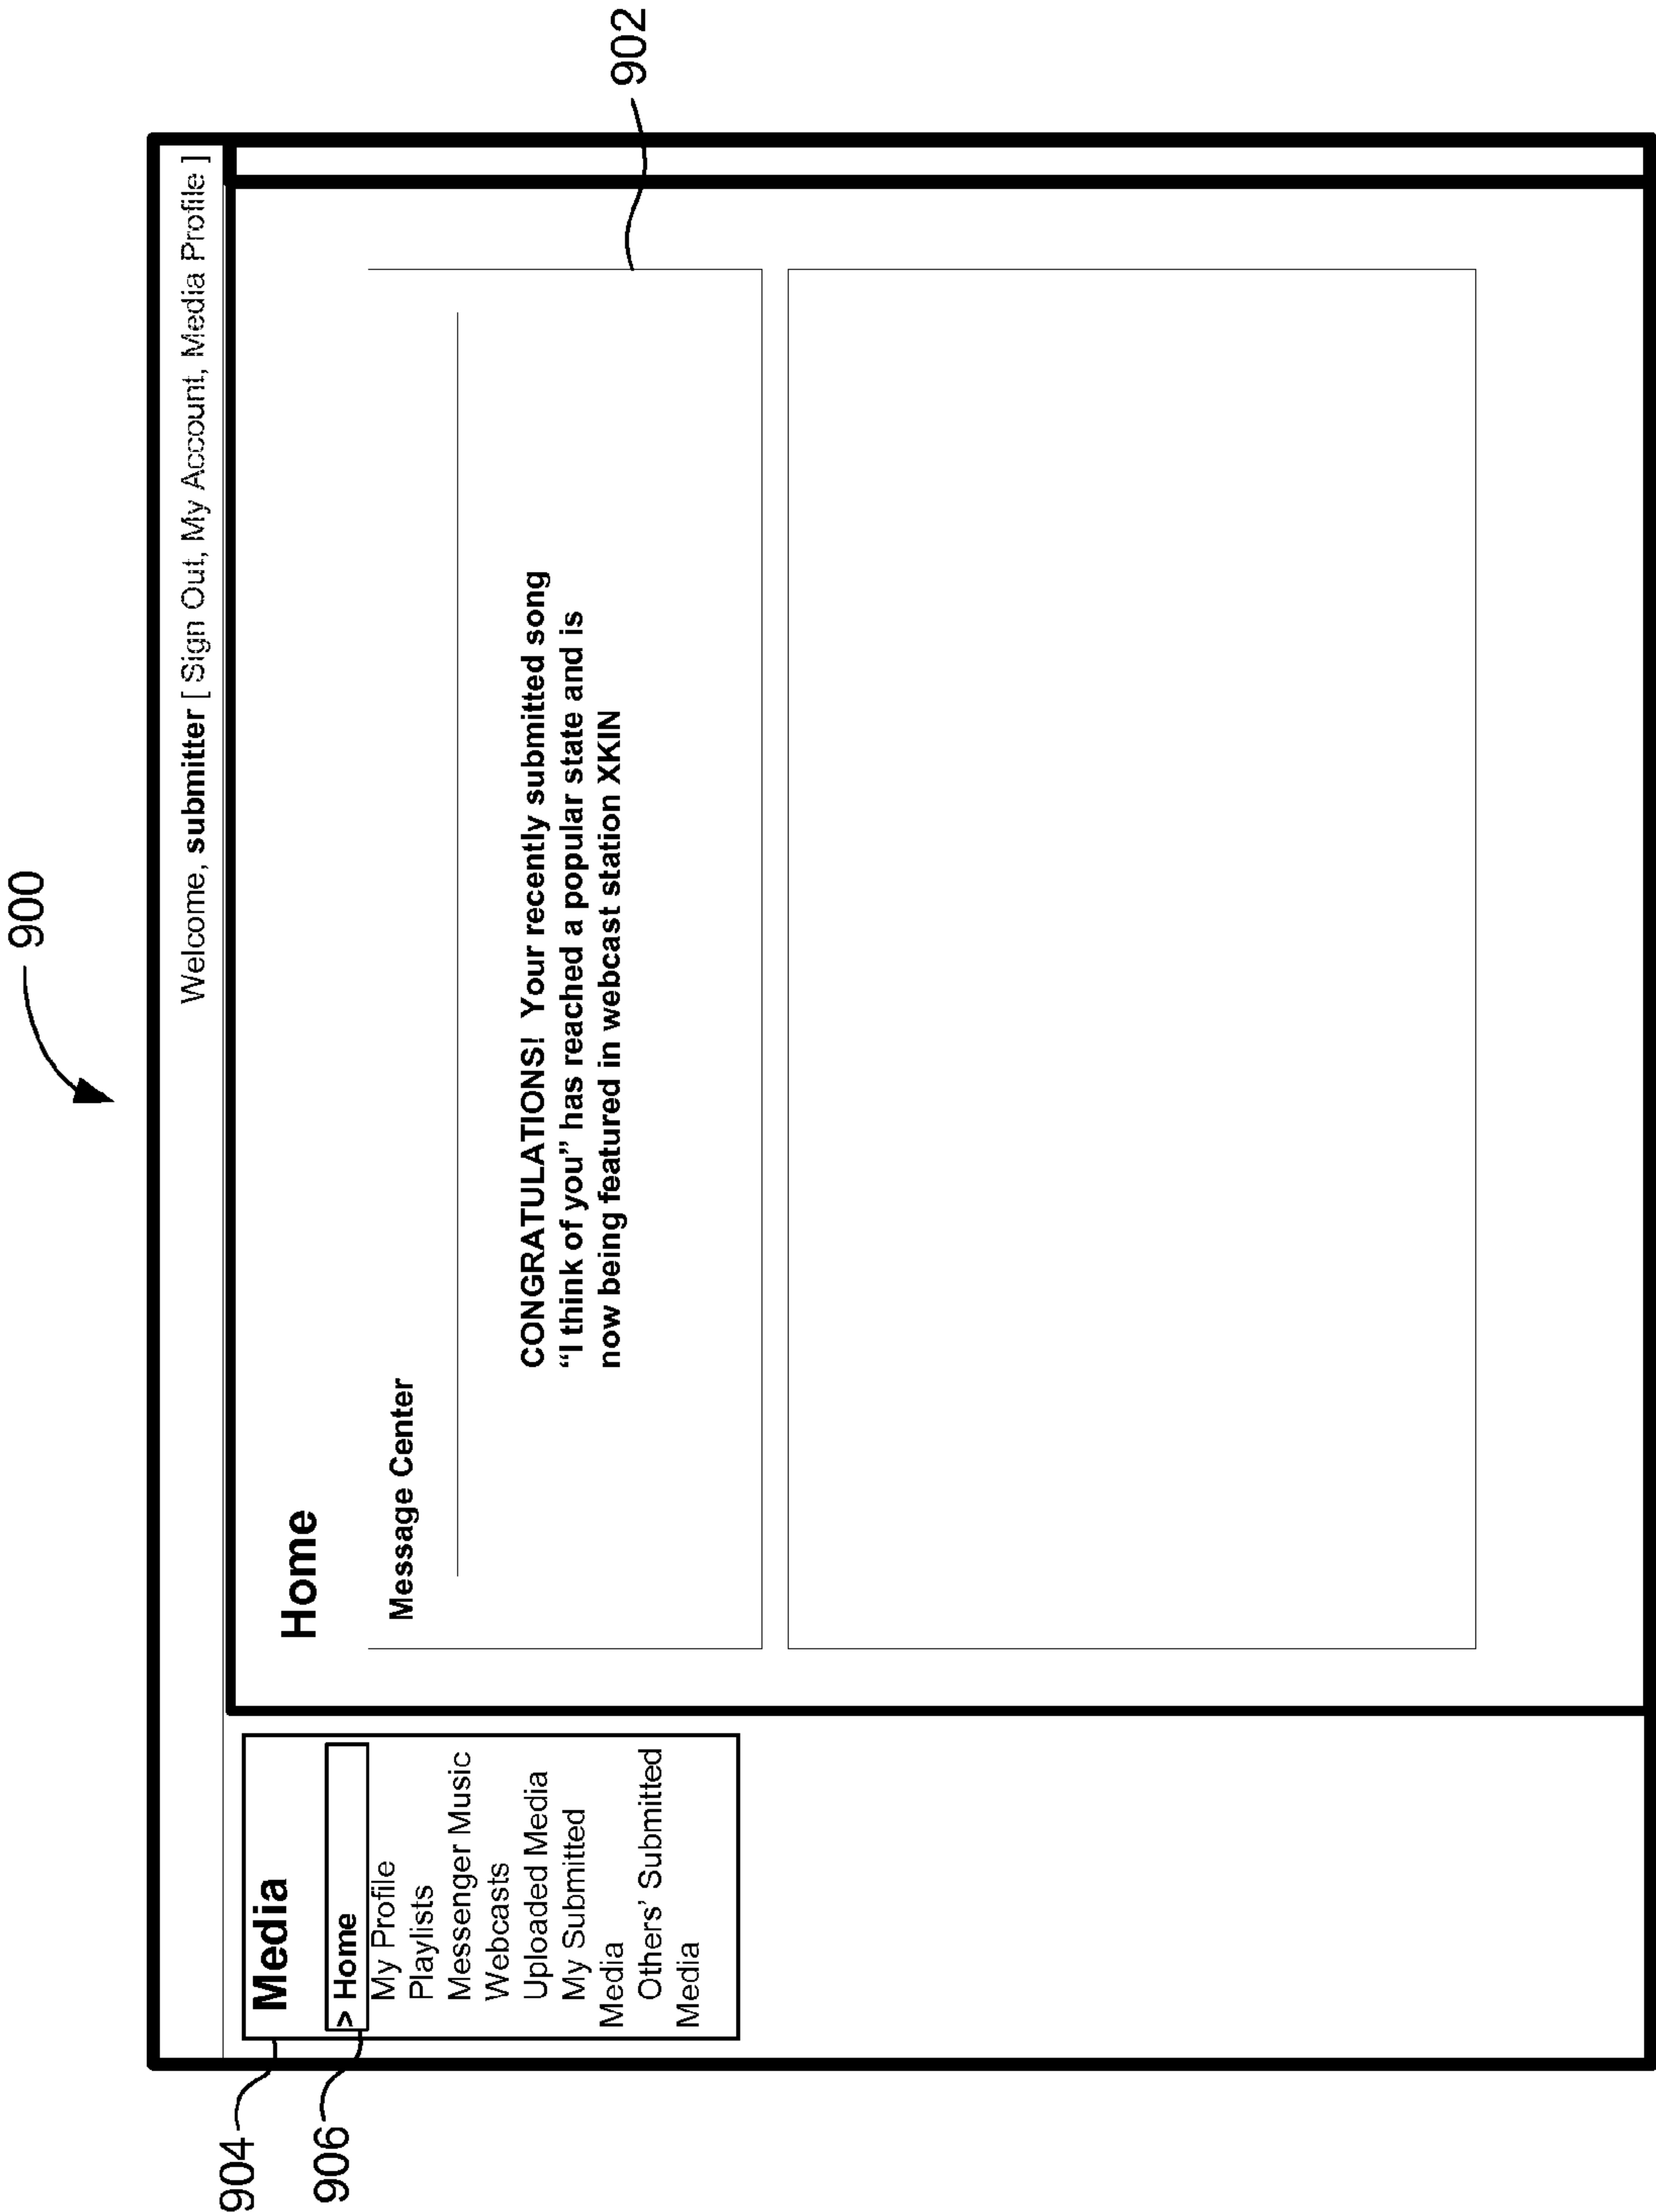 900
Welcome, submitter [ Sign Out, My Account, Media Profile ]
904
Media
906
> Home
My Profile
Playlists
Messenger Music
Webcasts
Uploaded Media
My Submitted
Media
Others' Submitted
Media
Home
Message Center
CONGRATULATIONS! Your recently submitted song
“I think of you” has reached a popular state and is
now being featured in webcast station XKIN
902